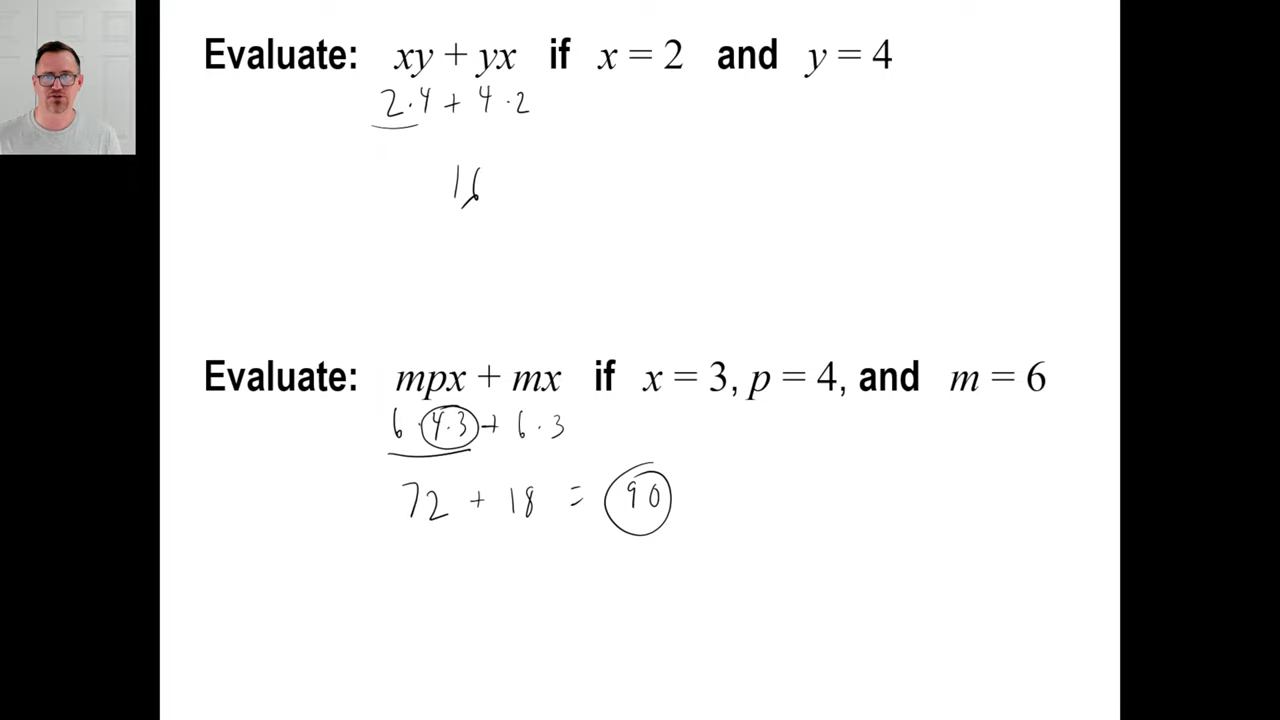 Evaluate: xy + yx if x = 2 and y = 4
2·4 + 4·2
16
Evaluate: mpx + mx if x = 3, p = 4, and m = 6
6·4·3 + 6·3
72 + 18 = 90